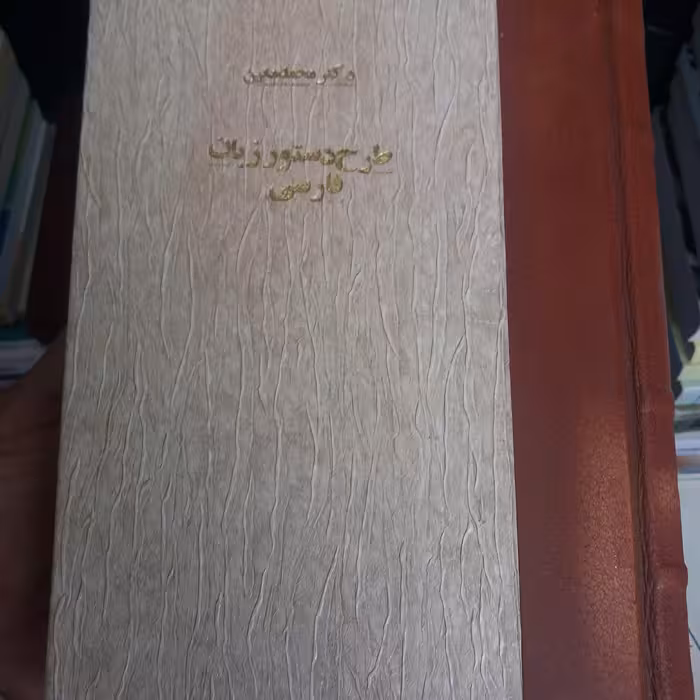 دکتر محمد معین
طرح دستور زبان
فارسی